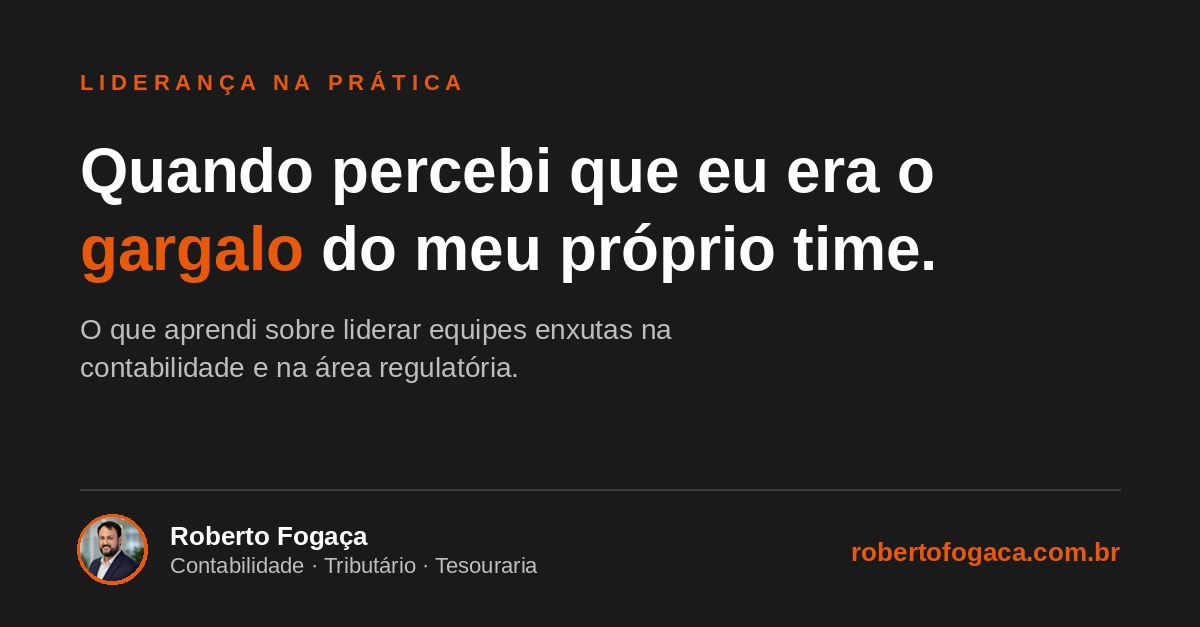 LIDERANÇA NA PRÁTICA
Quando percebi que eu era o
gargalo do meu próprio time.
O que aprendi sobre liderar equipes enxutas na
contabilidade e na área regulatória.
Roberto Fogaça
Contabilidade · Tributário · Tesouraria
robertofogaca.com.br